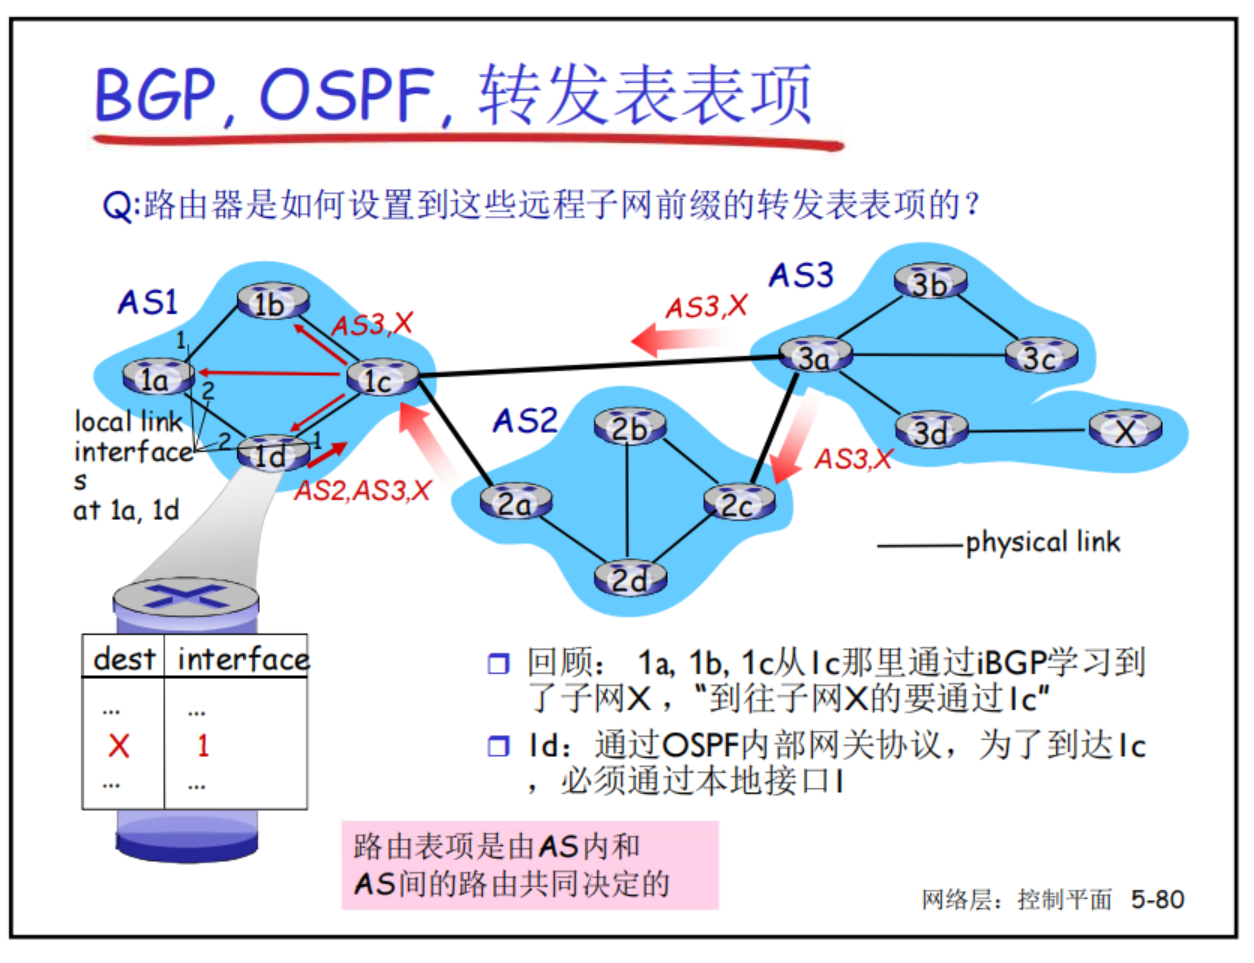 BGP, OSPF, 转发表表项
Q:路由器是如何设置到这些远程子网前缀的转发表表项的？
AS1
1b
AS3,X
1
1a
2
1c
local link
interface
s
at 1a, 1d
2
1
1d
AS2,AS3,X
AS3,X
AS3
3b
3a
3c
3d
X
AS2
2b
AS3,X
2a
2c
2d
physical link
dest interface
... ...
X 1
... ...
回顾： 1a, 1b, 1c从1c那里通过iBGP学习到
了子网X，“到往子网X的要通过1c”
1d：通过OSPF内部网关协议，为了到达1c
，必须通过本地接口1
路由表项是由AS内和
AS间的路由共同决定的
网络层：控制平面 5-80